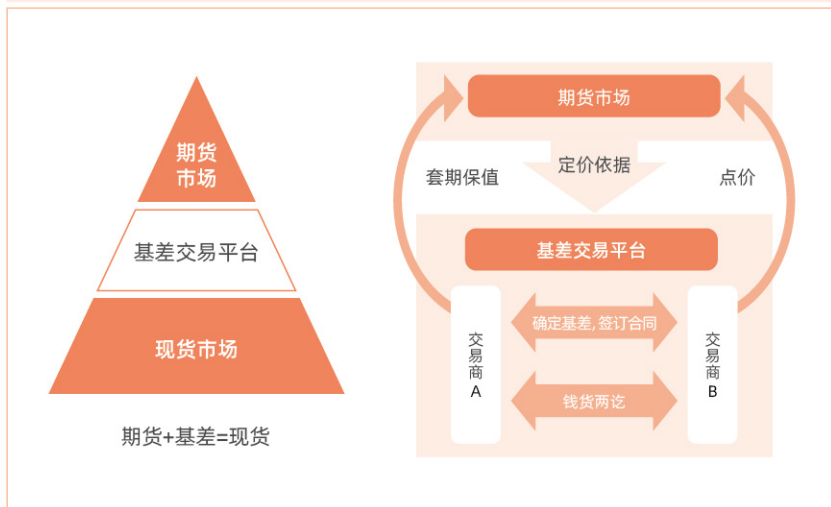 期货
市场
基差交易平台
现货市场
期货+基差=现货
期货市场
套期保值
定价依据
点价
基差交易平台
确定基差,签订合同
钱货两讫
交易商A
交易商B